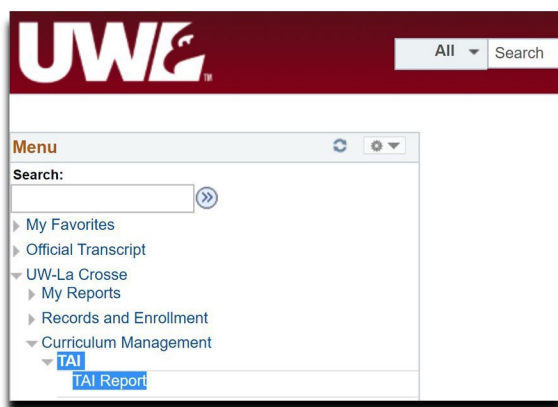 UWL
TM
All Search
Menu
Search:
My Favorites
Official Transcript
UW-La Crosse
My Reports
Records and Enrollment
Curriculum Management
TAI
TAI Report